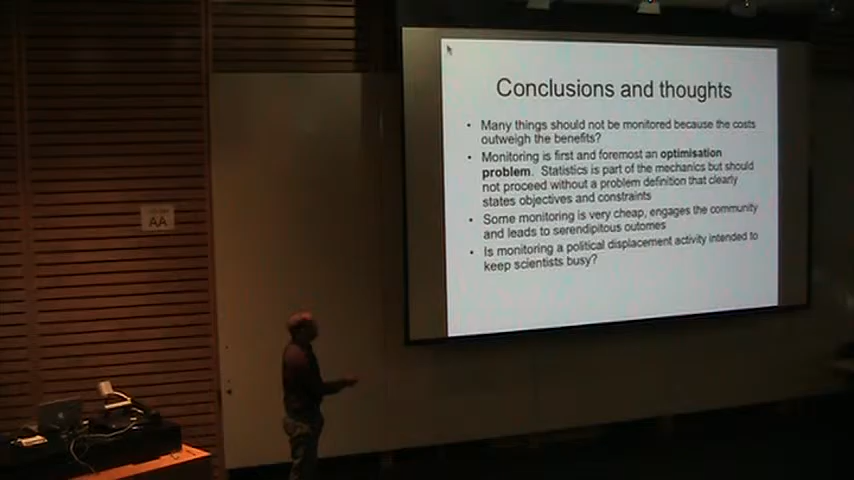 Conclusions and thoughts
• Many things should not be monitored because the costs
outweigh the benefits?
• Monitoring is first and foremost an optimisation
problem. Statistics is part of the mechanics but should
not proceed without a problem definition that clearly
states objectives and constraints
• Some monitoring is very cheap, engages the community
and leads to serendipitous outcomes
• Is monitoring a political displacement activity intended to
keep scientists busy?
AA